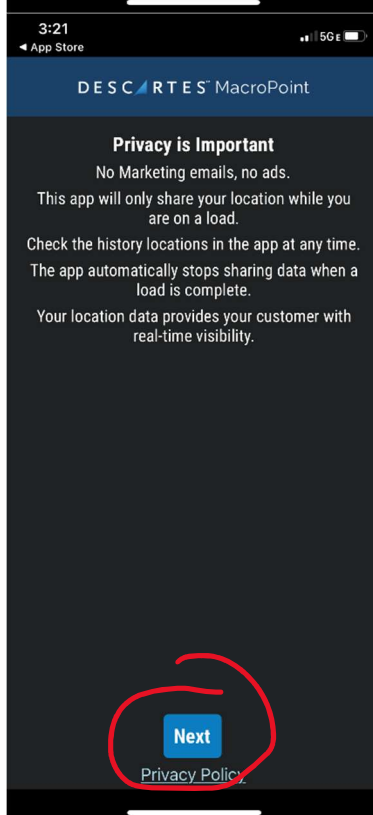 3:21
5GE
◀ App Store
DESCARTES™ MacroPoint
Privacy is Important
No Marketing emails, no ads.
This app will only share your location while you
are on a load.
Check the history locations in the app at any time.
The app automatically stops sharing data when a
load is complete.
Your location data provides your customer with
real-time visibility.
Next
Privacy Policy